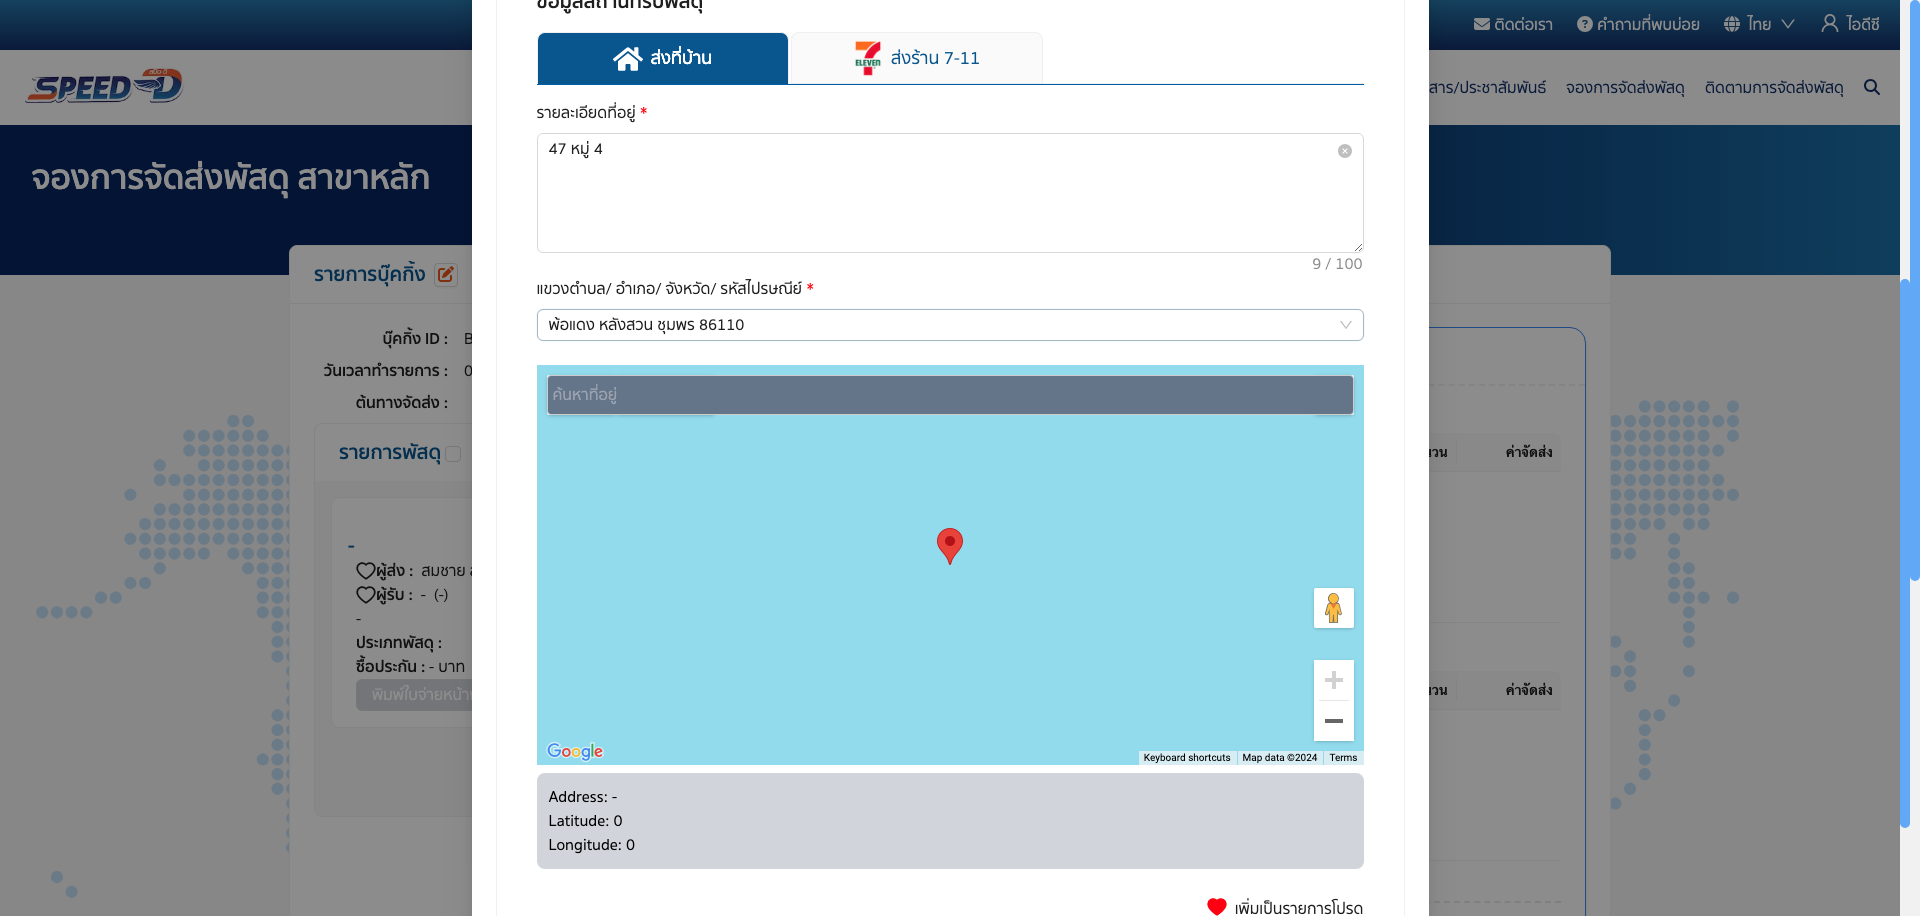 ข้อมูลสถานที่รับพัสดุ
ติดต่อเรา
คำถามที่พบบ่อย
ไทย
ไอดีซี
SPEED-D
ส่งที่บ้าน
ส่งร้าน 7-11
สาร/ประชาสัมพันธ์
จองการจัดส่งพัสดุ
ติดตามการจัดส่งพัสดุ
จองการจัดส่งพัสดุ สาขาหลัก
รายละเอียดที่อยู่ *
47 หมู่ 4
9 / 100
แขวงตำบล/ อำเภอ/ จังหวัด/ รหัสไปรษณีย์ *
พ้อแดง หลังสวน ชุมพร 86110
ค้นหาที่อยู่
Google
Keyboard shortcuts
Map data ©2024
Terms
Address: -
Latitude: 0
Longitude: 0
เพิ่มเป็นรายการโปรด
รายการบุ๊คกิ้ง
บุ๊คกิ้ง ID : B
วันเวลาทำรายการ : 0
ต้นทางจัดส่ง :
รายการพัสดุ
-
ผู้ส่ง : สมชาย
ผู้รับ : - (-)
-
ประเภทพัสดุ :
ซื้อประกัน : - บาท
พิมพ์ใบจ่ายหน้า
ค่าจัดส่ง
ค่าจัดส่ง